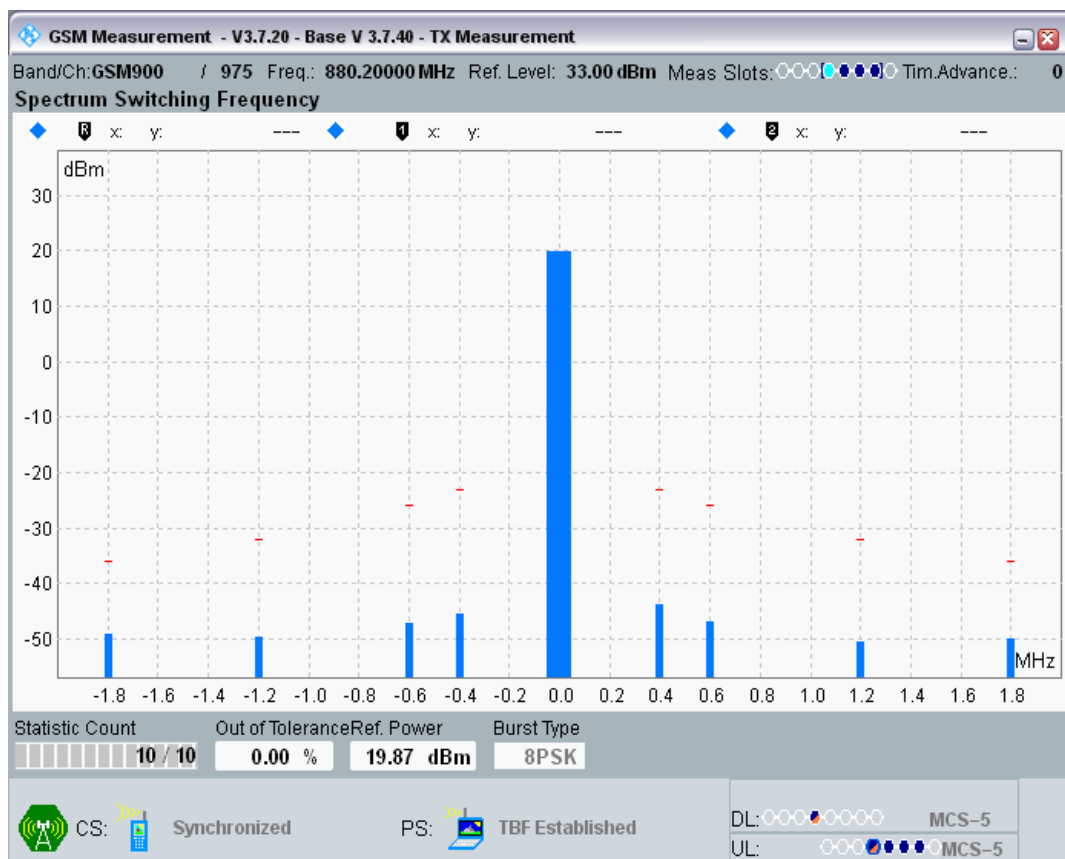 GSM Measurement - V3.7.20 - Base V 3.7.40 - TX Measurement
Band/Ch:GSM900 / 975 Freq.: 880.20000 MHz Ref. Level: 33.00 dBm Meas Slots: Tim.Advance.: 0
Spectrum Switching Frequency
R x: y: --- 1 x: y: --- 2 x: y: ---
dBm
30
20
10
0
-10
-20
-30
-40
-50
MHz
-1.8 -1.6 -1.4 -1.2 -1.0 -0.8 -0.6 -0.4 -0.2 0.0 0.2 0.4 0.6 0.8 1.0 1.2 1.4 1.6 1.8
Statistic Count Out of Tolerance Ref. Power Burst Type
10 / 10 0.00 % 19.87 dBm 8PSK
CS: Synchronized PS: TBF Established DL: MCS-5
UL: MCS-5